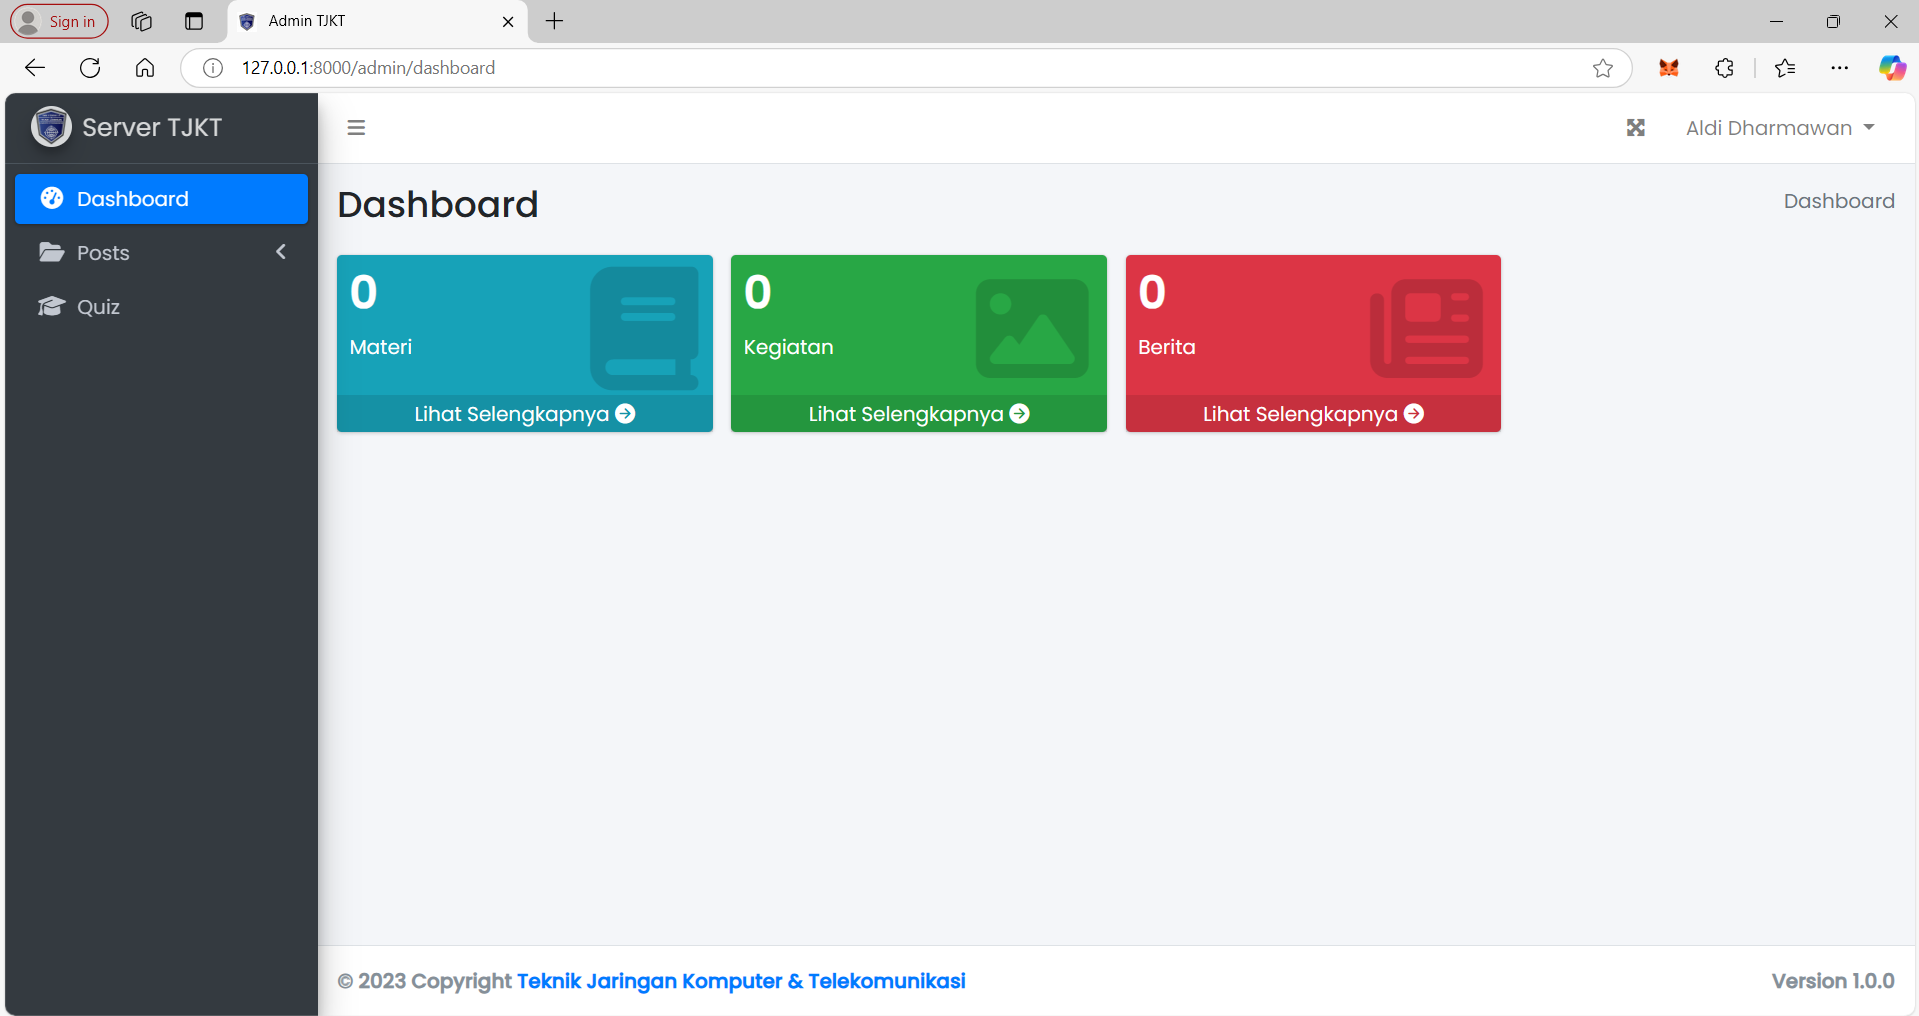 Sign in
Admin TJKT
127.0.0.1:8000/admin/dashboard
Server TJKT
Aldi Dharmawan
Dashboard
Posts
Quiz
Dashboard
Dashboard
0
Materi
Lihat Selengkapnya
0
Kegiatan
Lihat Selengkapnya
0
Berita
Lihat Selengkapnya
© 2023 Copyright Teknik Jaringan Komputer & Telekomunikasi
Version 1.0.0